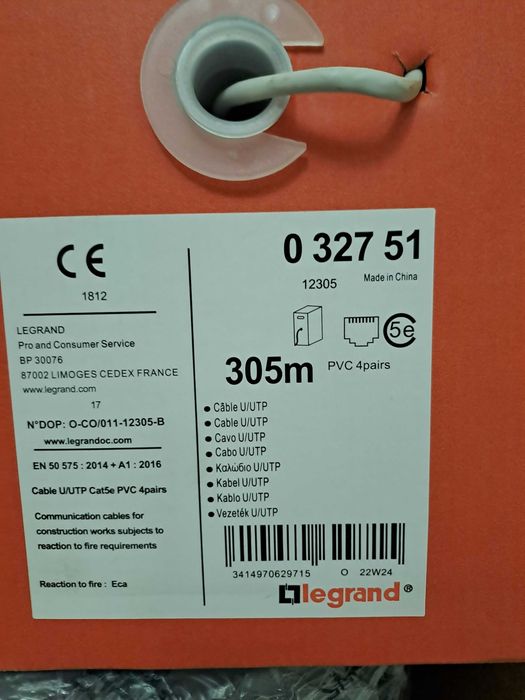 CE
1812
LEGRAND
Pro and Consumer Service
BP 30076
87002 LIMOGES CEDEX FRANCE
www.legrand.com
17
N°DOP: O-CO/011-12305-B
www.legrandoc.com
EN 50 575 : 2014 + A1 : 2016
Cable U/UTP Cat5e PVC 4pairs
Communication cables for
construction works subjects to
reaction to fire requirements
Reaction to fire : Eca
0 327 51
12305 Made in China
5e
305m PVC 4pairs
• Câble U/UTP
• Cable U/UTP
• Cavo U/UTP
• Cabo U/UTP
• Καλώδιο U/UTP
• Kabel U/UTP
• Kablo U/UTP
• Vezeték U/UTP
3414970629715 O 22W24
legrand®